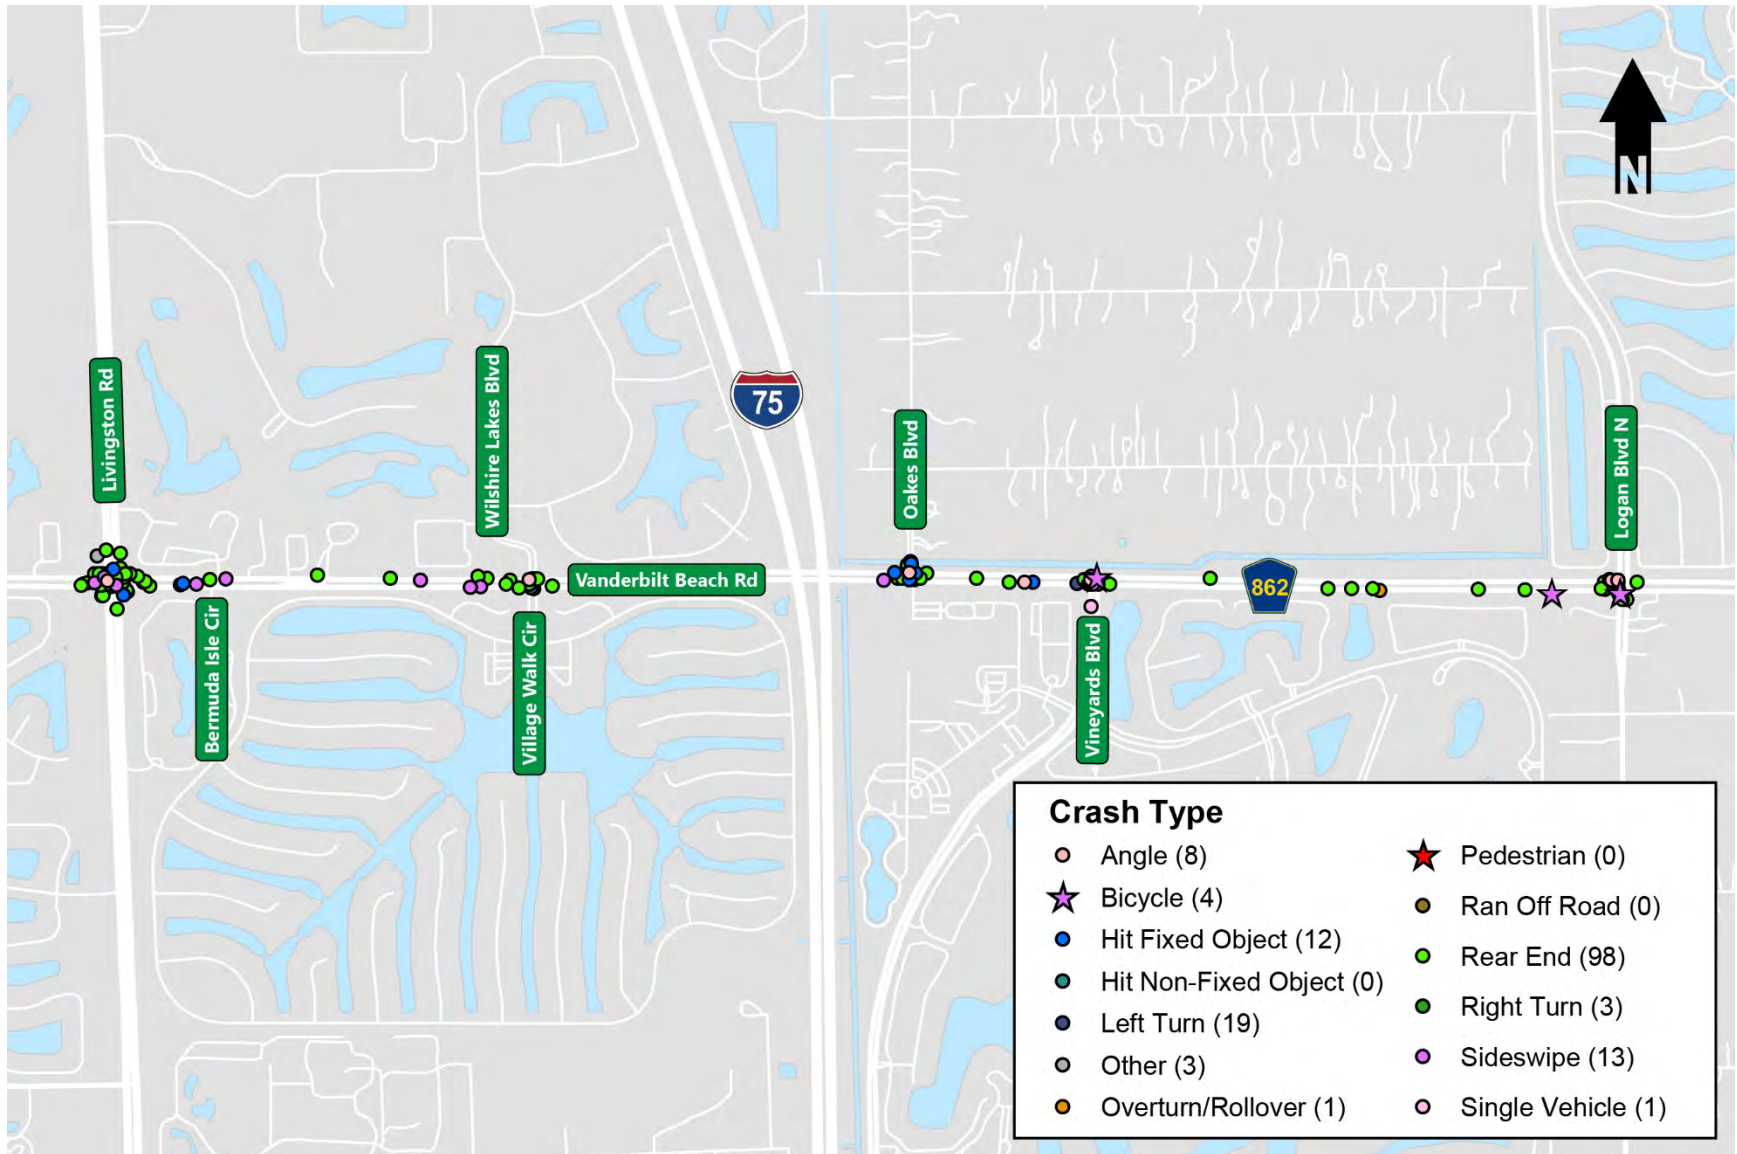 N
Livingston Rd
Wilshire Lakes Blvd
75
Oakes Blvd
Logan Blvd N
Vanderbilt Beach Rd
862
Bermuda Isle Cir
Village Walk Cir
Vineyards Blvd
Crash Type
Angle (8)
Bicycle (4)
Hit Fixed Object (12)
Hit Non-Fixed Object (0)
Left Turn (19)
Other (3)
Overturn/Rollover (1)
Pedestrian (0)
Ran Off Road (0)
Rear End (98)
Right Turn (3)
Sideswipe (13)
Single Vehicle (1)